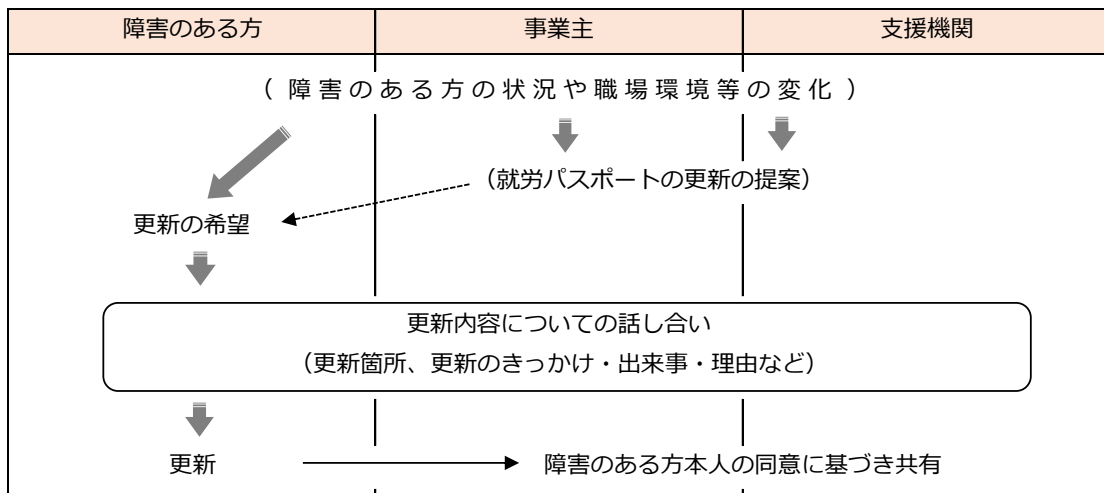 障害のある方
事業主
支援機関
(障害のある方の状況や職場環境等の変化)
(就労パスポートの更新の提案)
更新の希望
更新内容についての話し合い
(更新箇所、更新のきっかけ・出来事・理由など)
更新
障害のある方本人の同意に基づき共有